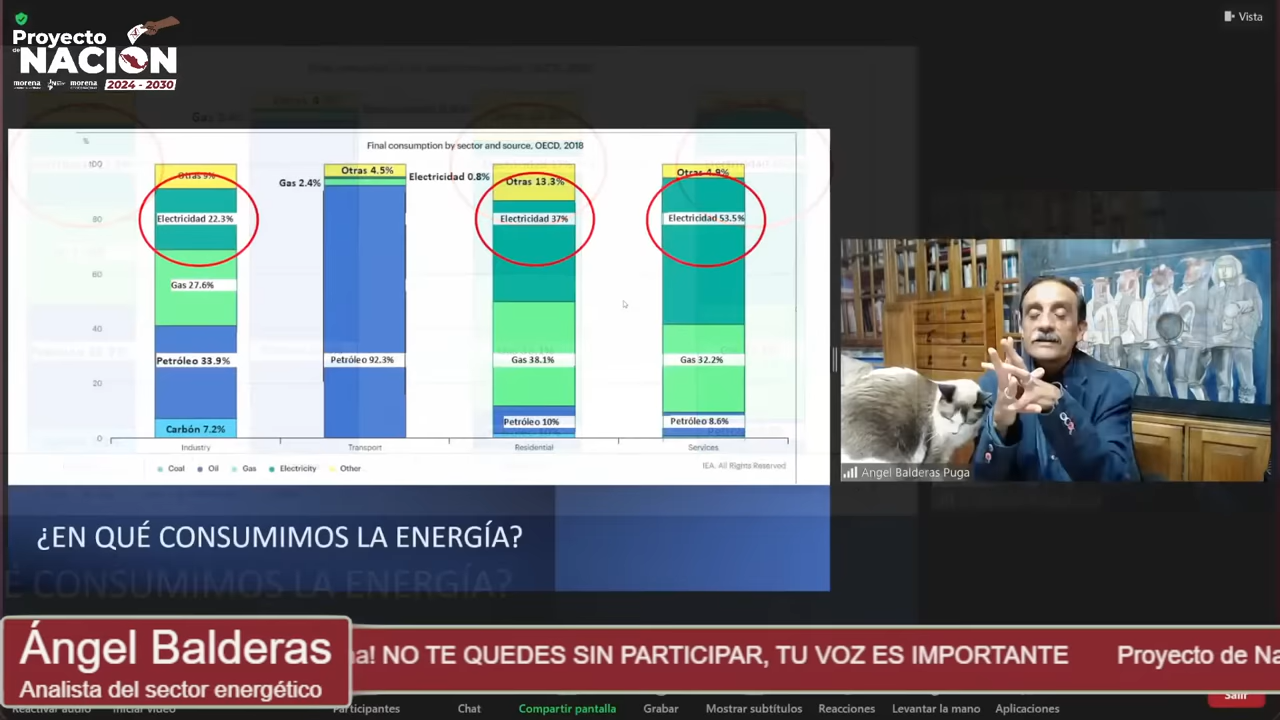 Proyecto
de NACIÓN
morena
morena
2024 - 2030
Vista
Final consumption by sector and source, OECD, 2018
%
100
80
60
40
20
0
Otras 9%
Electricidad 22.3%
Gas 27.6%
Petróleo 33.9%
Carbón 7.2%
Industry
Otras 4.5%
Gas 2.4%
Electricidad 0.8%
Petróleo 92.3%
Transport
Otras 13.3%
Electricidad 37%
Gas 38.1%
Petróleo 10%
Residential
Otras 4.9%
Electricidad 53.5%
Gas 32.2%
Petróleo 8.6%
Services
Coal Oil Gas Electricity Other
IEA. All Rights Reserved
¿EN QUÉ CONSUMIMOS LA ENERGÍA?
CONSUMIMOS LA ENERGÍA?
Angel Balderas Puga
Ángel Balderas
Analista del sector energético
na! NO TE QUEDES SIN PARTICIPAR, TU VOZ ES IMPORTANTE Proyecto de Na
Reactivar audio Iniciar video Participantes Chat Compartir pantalla Grabar Mostrar subtítulos Reacciones Levantar la mano Aplicaciones Salir